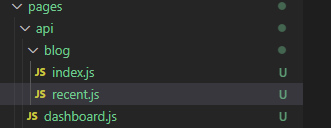 pages
api
blog
JS index.js U
JS recent.js U
JS dashboard.js U